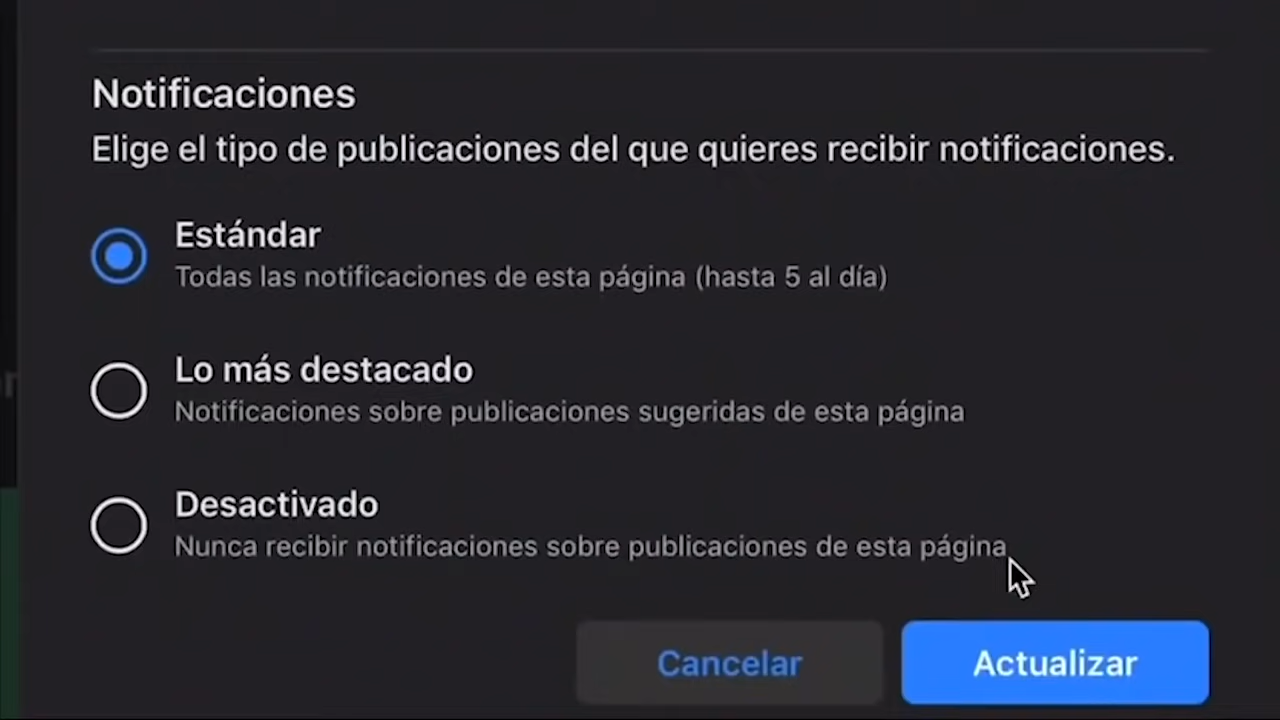 Notificaciones
Elige el tipo de publicaciones del que quieres recibir notificaciones.
Estándar
Todas las notificaciones de esta página (hasta 5 al día)
Lo más destacado
Notificaciones sobre publicaciones sugeridas de esta página
Desactivado
Nunca recibir notificaciones sobre publicaciones de esta página
Cancelar
Actualizar